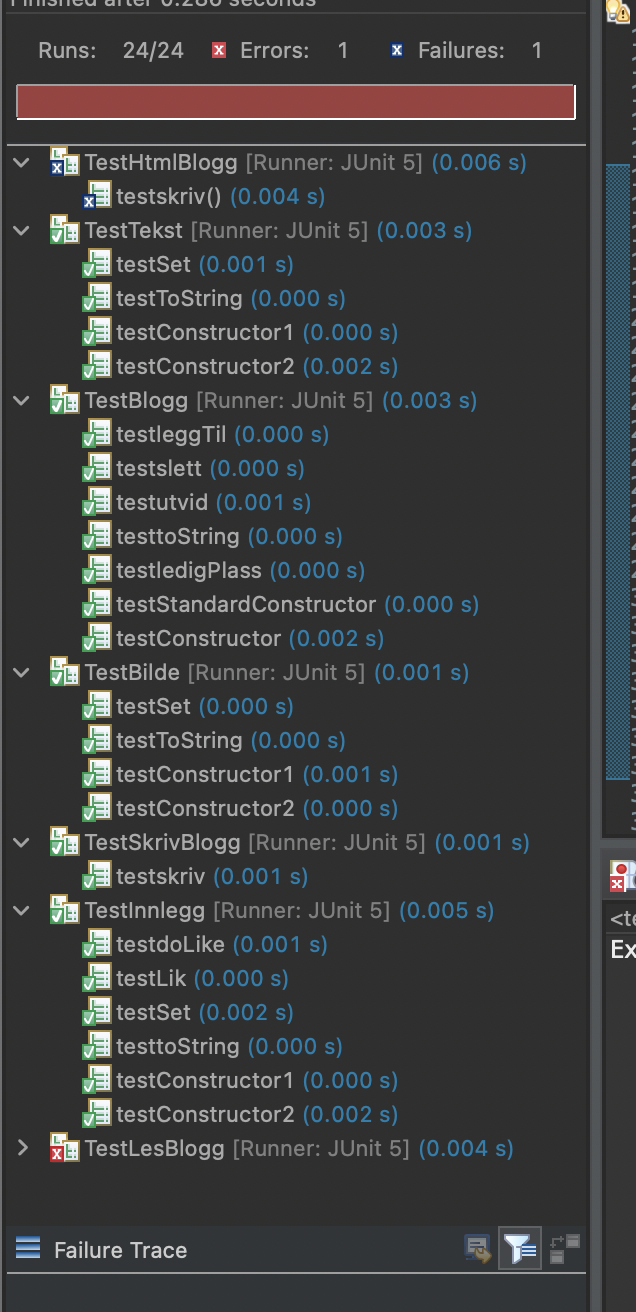 Finished after 0.286 seconds
Runs: 24/24 Errors: 1 Failures: 1
TestHtmlBlogg [Runner: JUnit 5] (0.006 s)
testskriv() (0.004 s)
TestTekst [Runner: JUnit 5] (0.003 s)
testSet (0.001 s)
testToString (0.000 s)
testConstructor1 (0.000 s)
testConstructor2 (0.002 s)
TestBlogg [Runner: JUnit 5] (0.003 s)
testleggTil (0.000 s)
testslett (0.000 s)
testutvid (0.001 s)
testtoString (0.000 s)
testledigPlass (0.000 s)
testStandardConstructor (0.000 s)
testConstructor (0.002 s)
TestBilde [Runner: JUnit 5] (0.001 s)
testSet (0.000 s)
testToString (0.000 s)
testConstructor1 (0.001 s)
testConstructor2 (0.000 s)
TestSkrivBlogg [Runner: JUnit 5] (0.001 s)
testskriv (0.001 s)
TestInnlegg [Runner: JUnit 5] (0.005 s)
testdoLike (0.001 s)
testLik (0.000 s)
testSet (0.002 s)
testtoString (0.000 s)
testConstructor1 (0.000 s)
testConstructor2 (0.002 s)
TestLesBlogg [Runner: JUnit 5] (0.004 s)
Failure Trace
<te
Ex